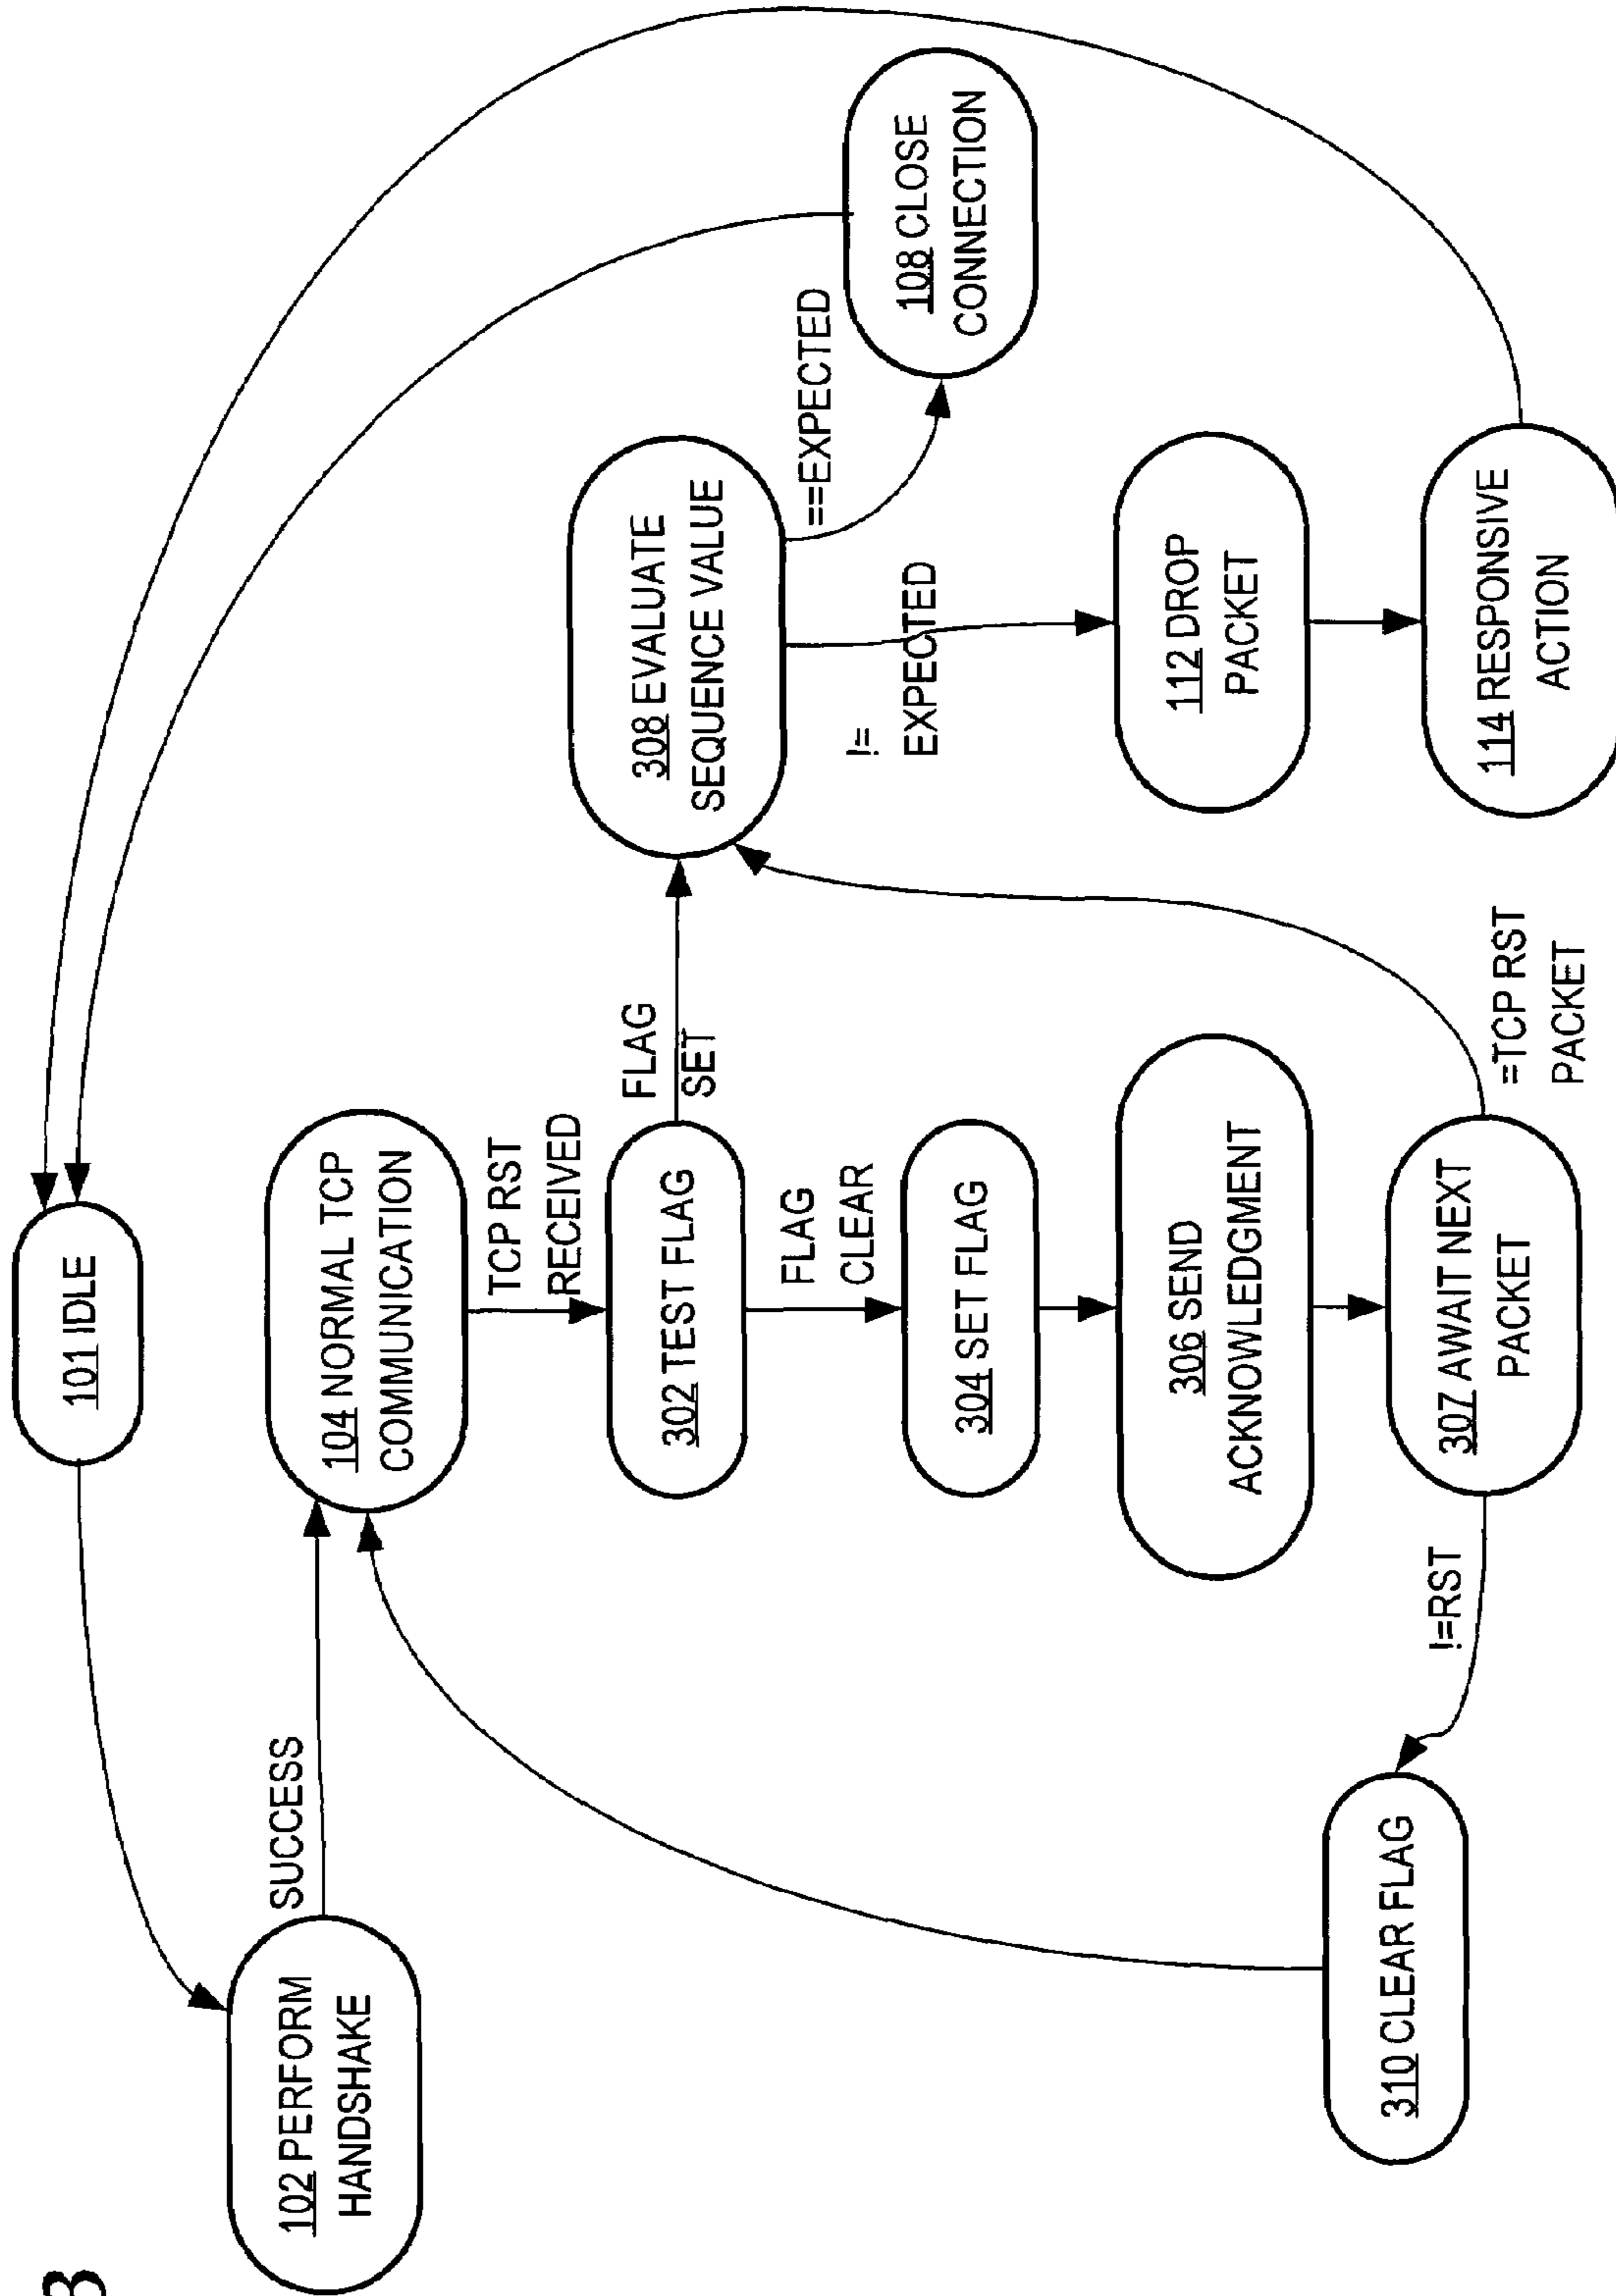 101 IDLE
102 PERFORM
HANDSHAKE
SUCCESS
104 NORMAL TCP
COMMUNICATION
TCP RST
RECEIVED
302 TEST FLAG
FLAG
SET
FLAG
CLEAR
304 SET FLAG
306 SEND
ACKNOWLEDGMENT
307 AWAIT NEXT
PACKET
!=RST
310 CLEAR FLAG
=TCP RST
PACKET
308 EVALUATE
SEQUENCE VALUE
==EXPECTED
108 CLOSE
CONNECTION
!=
EXPECTED
112 DROP
PACKET
114 RESPONSIVE
ACTION
3